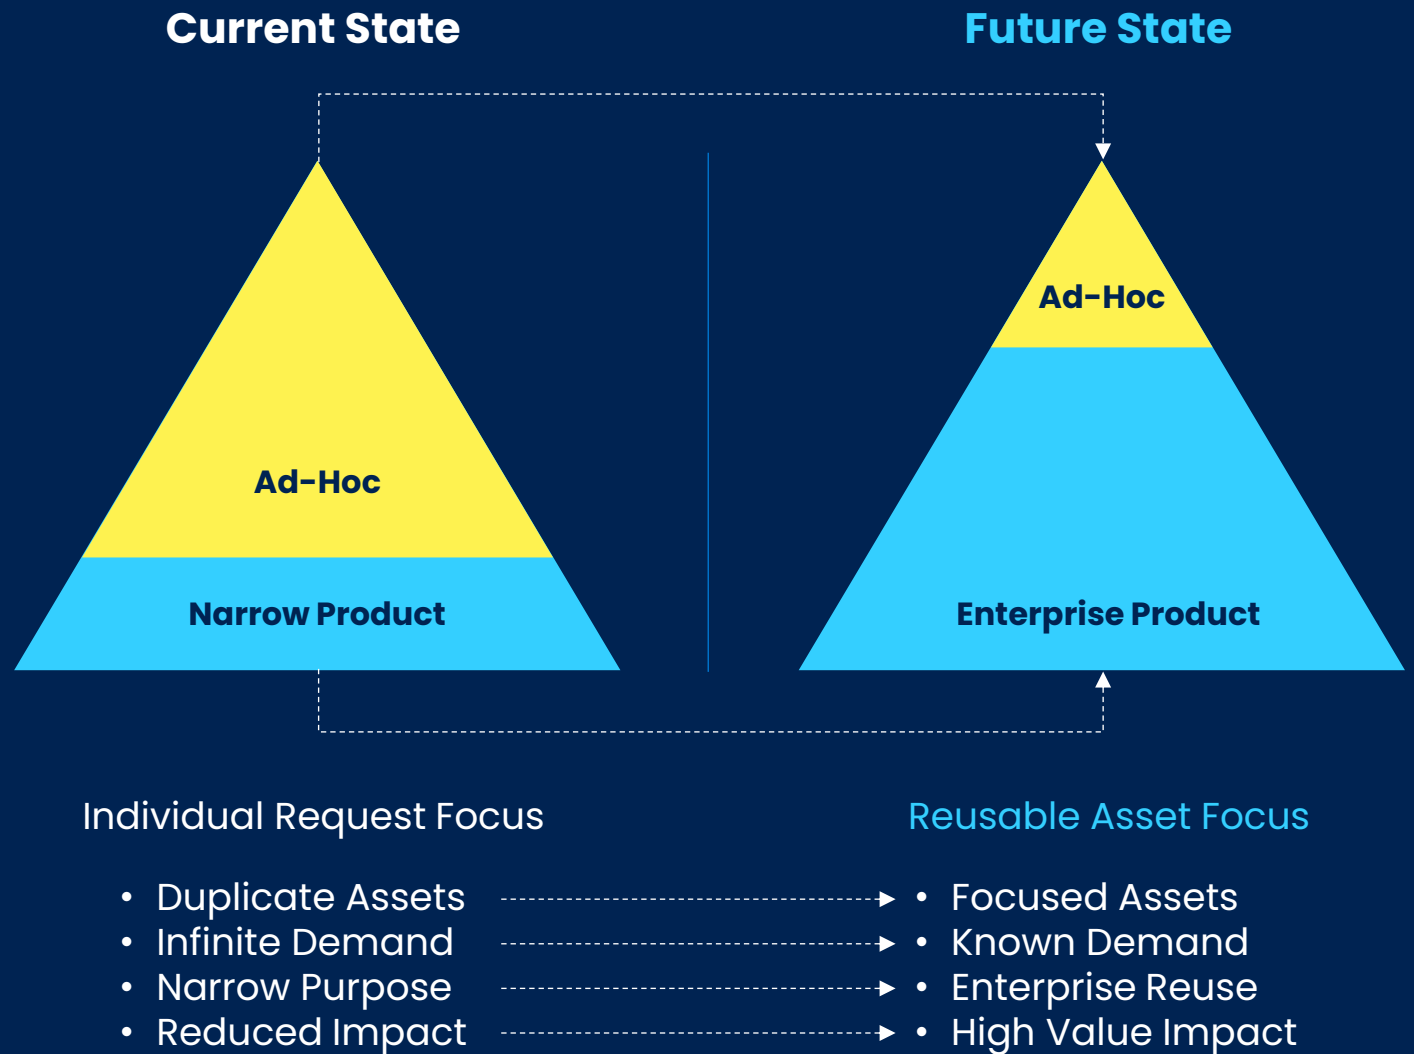 Current State
Future State
Ad-Hoc
Ad-Hoc
Narrow Product
Enterprise Product
Individual Request Focus
Reusable Asset Focus
• Duplicate Assets
• Focused Assets
• Infinite Demand
• Known Demand
• Narrow Purpose
• Enterprise Reuse
• Reduced Impact
• High Value Impact